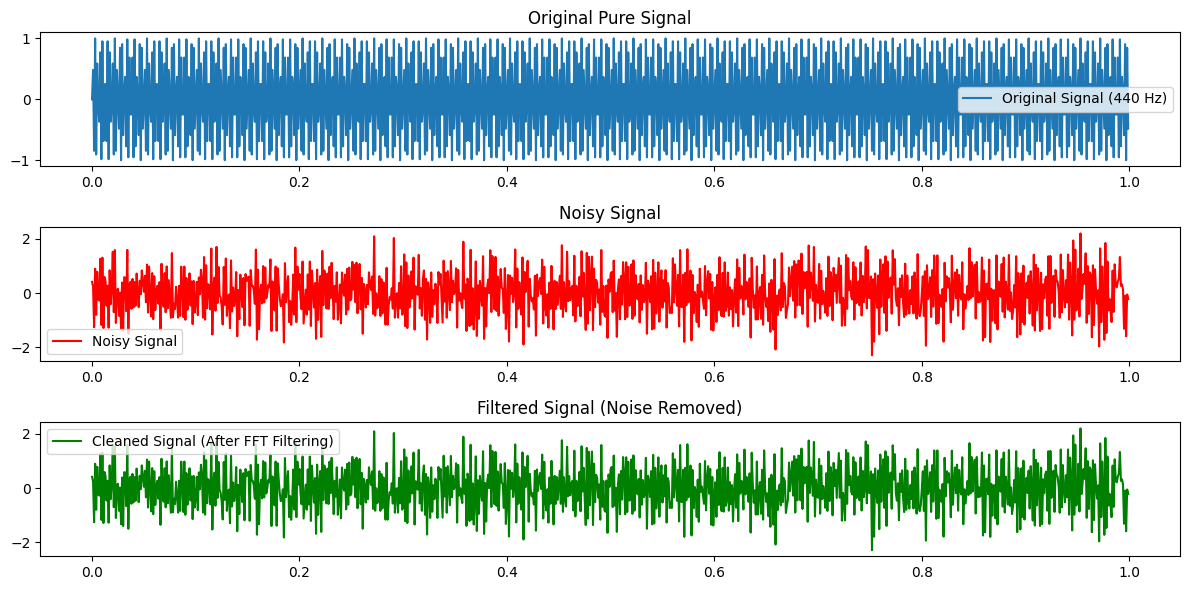 Original Pure Signal
1
0
−1
Original Signal (440 Hz)
0.0 0.2 0.4 0.6 0.8 1.0
Noisy Signal
2
0
−2
Noisy Signal
0.0 0.2 0.4 0.6 0.8 1.0
Filtered Signal (Noise Removed)
2
0
−2
Cleaned Signal (After FFT Filtering)
0.0 0.2 0.4 0.6 0.8 1.0